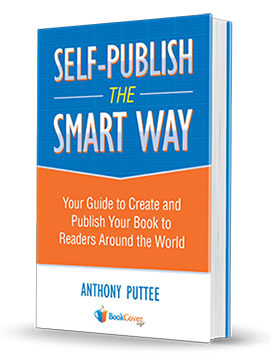 SELF-PUBLISH
THE
SMART WAY
Your Guide to Create and
Publish Your Book to
Readers Around the World
ANTHONY PUTTEE
BookCover